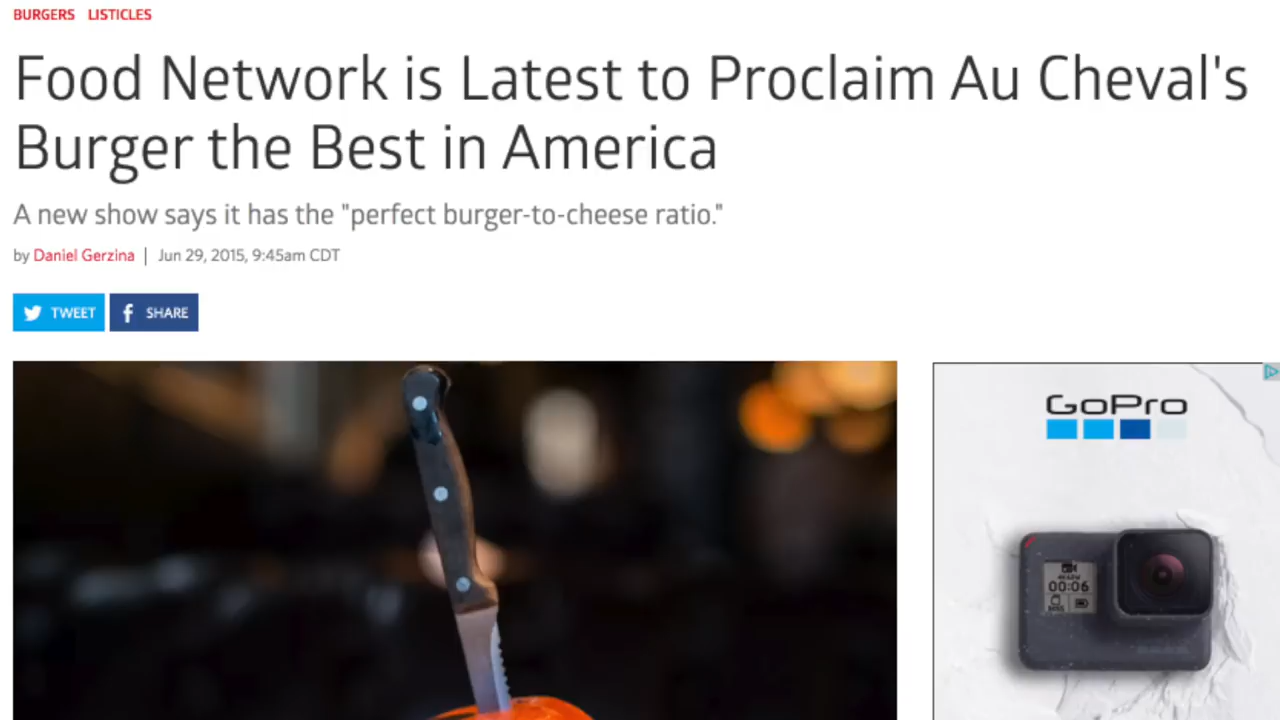 BURGERS LISTICLES
Food Network is Latest to Proclaim Au Cheval's
Burger the Best in America
A new show says it has the "perfect burger-to-cheese ratio."
by Daniel Gerzina | Jun 29, 2015, 9:45am CDT
TWEET SHARE
GoPro
00:06